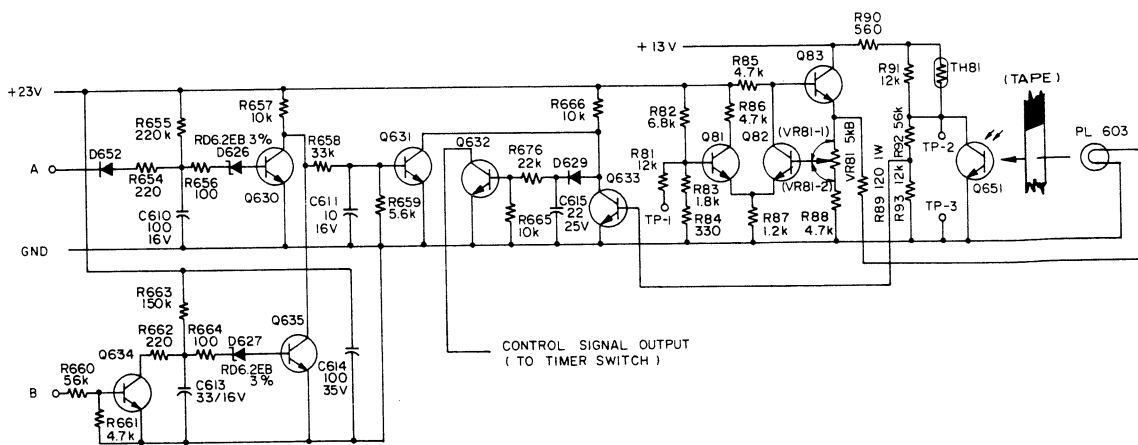 R90
560
+13V
Q83
R85
4.7k
R91
12k
TH81
(TAPE)
PL 603
+23V
R657
10k
R666
10k
R655
220k
R82
6.8k
R86
4.7k
(VR81-1)
VR81 5kB
R92 56k
TP-2
RD6.2EB 3%
D626
R658
33k
Q631
Q632
R676
22k
D629
Q633
Q81
Q82
A
D652
R654
220
R656
100
Q630
R81
12k
(VR81-2)
R89 120 1W
R93 12k
Q651
C610
100
16V
C611
10
16V
R659
5.6k
R665
10k
C615
22
25V
TP-1
R83
1.8k
R84
330
R87
1.2k
R88
4.7k
TP-3
GND
R663
150k
R662
220
R664
100
D627
RD6.2EB
3%
Q635
Q634
R660
56k
B
R661
4.7k
C613
33/16V
C614
100
35V
CONTROL SIGNAL OUTPUT
(TO TIMER SWITCH)